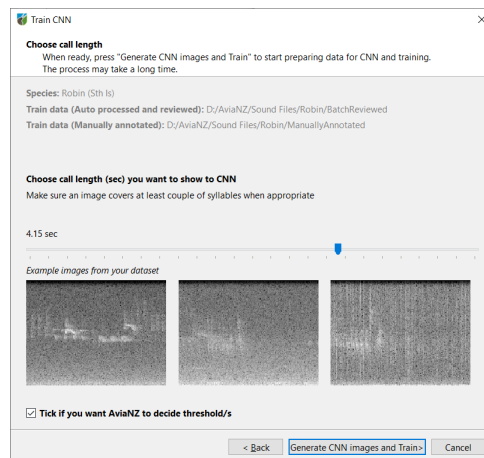 Train CNN
Choose call length
When ready, press "Generate CNN images and Train" to start preparing data for CNN and training.
The process may take a long time.
Species: Robin (Sth Is)
Train data (Auto processed and reviewed): D:/AviaNZ/Sound Files/Robin/BatchReviewed
Train data (Manually annotated): D:/AviaNZ/Sound Files/Robin/ManuallyAnnotated
Choose call length (sec) you want to show to CNN
Make sure an image covers at least couple of syllables when appropriate
4.15 sec
Example images from your dataset
Tick if you want AviaNZ to decide threshold/s
< Back Generate CNN images and Train> Cancel